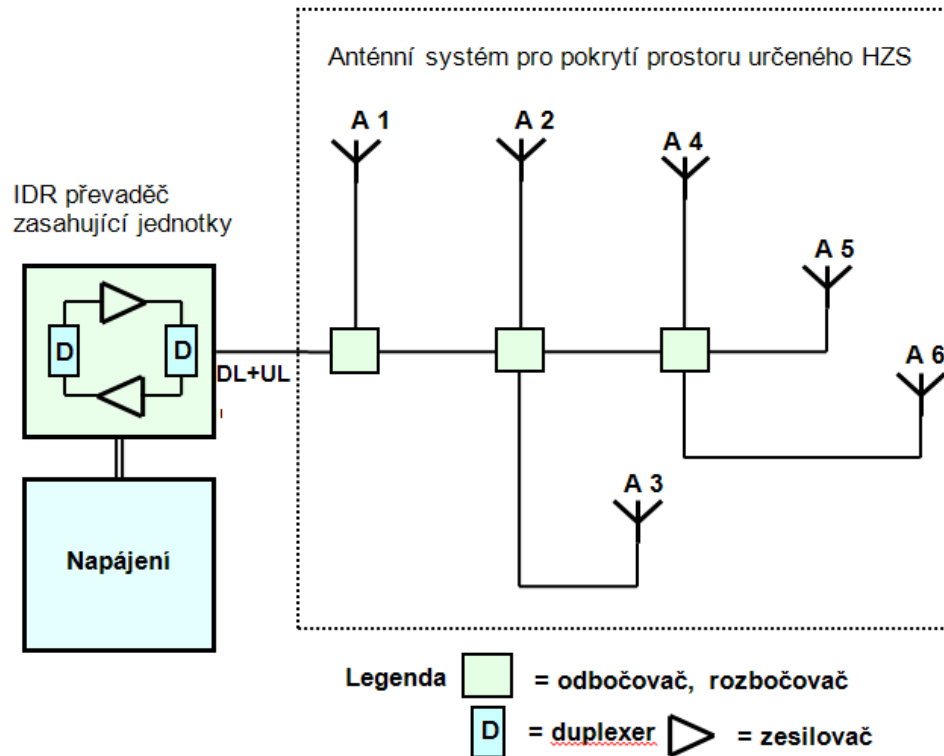 Anténní systém pro pokrytí prostoru určeného HZS
A 1
A 2
A 4
IDR převaděč
zasahující jednotky
A 5
D
D
DL+UL
A 6
A 3
Napájení
Legenda
= odbočovač, rozbočovač
D
= duplexer
= zesilovač